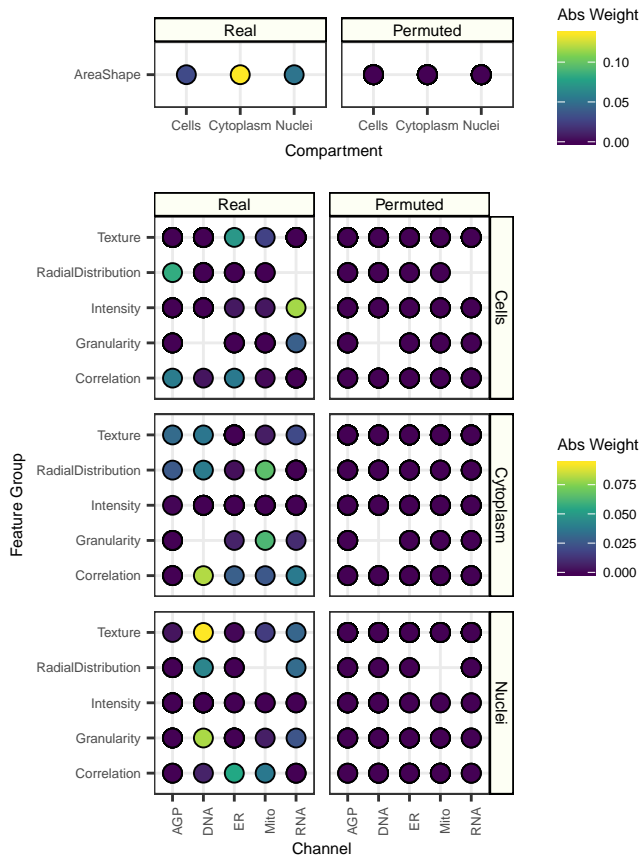 Real Permuted
AreaShape
Cells Cytoplasm Nuclei Cells Cytoplasm Nuclei
Compartment
Abs Weight
0.10
0.05
0.00
Real Permuted
Texture
RadialDistribution
Intensity
Granularity
Correlation
Cells
Texture
RadialDistribution
Intensity
Granularity
Correlation
Cytoplasm
Texture
RadialDistribution
Intensity
Granularity
Correlation
Nuclei
Feature Group
AGP DNA ER Mito RNA AGP DNA ER Mito RNA
Channel
Abs Weight
0.075
0.050
0.025
0.000